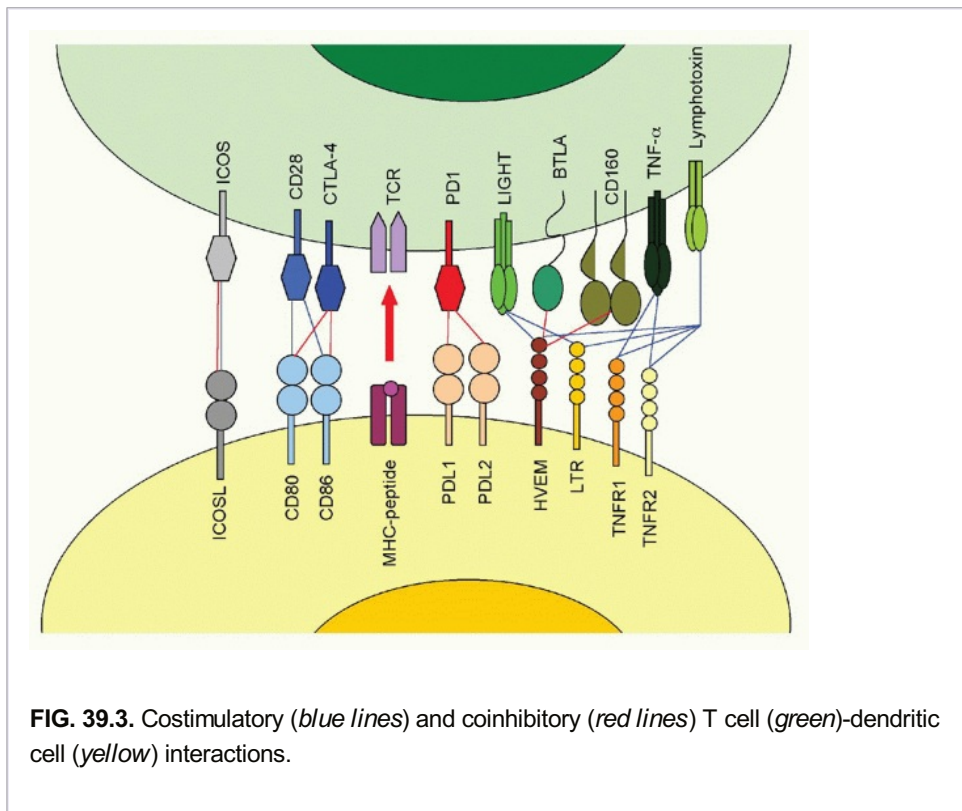 ICOS
CD28
CTLA-4
TCR
PD1
LIGHT
BTLA
CD160
TNF-α
Lymphotoxin
ICOSL
CD80
CD86
MHC-peptide
PDL1
PDL2
HVEM
LTR
TNFR1
TNFR2
FIG. 39.3. Costimulatory (blue lines) and coinhibitory (red lines) T cell (green)-dendritic
cell (yellow) interactions.